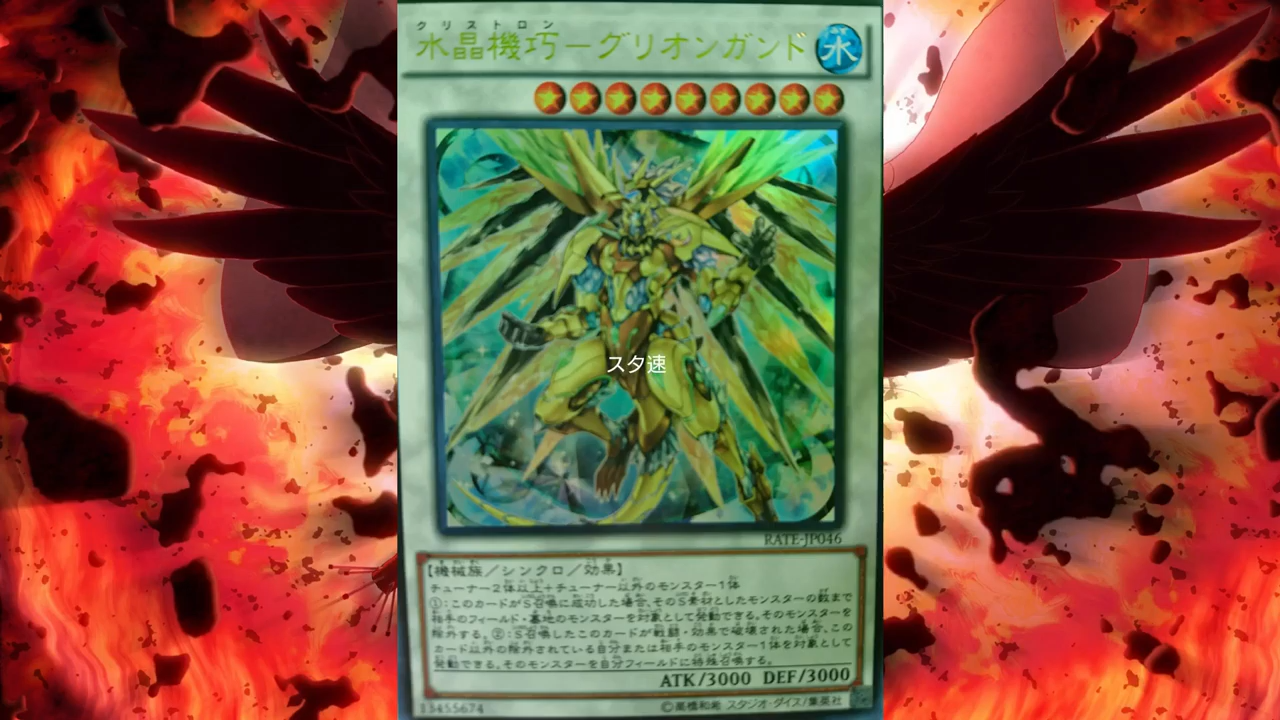 クリストロン
水晶機巧－グリオンガンド
水
スタ速
RATE-JP046
【機械族／シンクロ／効果】
チューナー２体以上＋チューナー以外のモンスター１体
①：このカードがＳ召喚に成功した場合、そのＳ素材としたモンスターの数まで
相手のフィールド・墓地のモンスターを対象として発動できる。そのモンスターを
除外する。②：Ｓ召喚したこのカードが戦闘・効果で破壊された場合、この
カード以外の除外されている自分または相手のモンスター１体を対象として
発動できる。そのモンスターを自分フィールドに特殊召喚する。
ATK/3000 DEF/3000
13455674
©高橋和希 スタジオ・ダイス/集英社